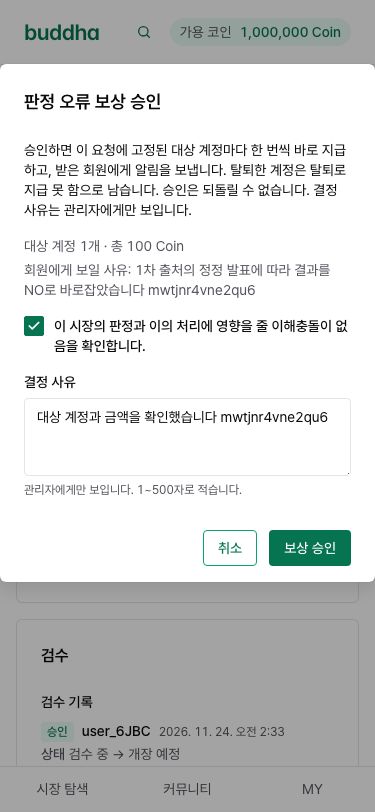 buddha
가용 코인 1,000,000 Coin
판정 오류 보상 승인
승인하면 이 요청에 고정된 대상 계정마다 한 번씩 바로 지급
하고, 받은 회원에게 알림을 보냅니다. 탈퇴한 계정은 탈퇴로
지급 못 함으로 남습니다. 승인은 되돌릴 수 없습니다. 결정
사유는 관리자에게만 보입니다.
대상 계정 1개 · 총 100 Coin
회원에게 보일 사유: 1차 출처의 정정 발표에 따라 결과를
NO로 바로잡았습니다 mwtjnr4vne2qu6
이 시장의 판정과 이의 처리에 영향을 줄 이해충돌이 없
음을 확인합니다.
결정 사유
대상 계정과 금액을 확인했습니다 mwtjnr4vne2qu6
관리자에게만 보입니다. 1~500자로 적습니다.
취소
보상 승인
검수
검수 기록
승인 user_6JBC 2026. 11. 24. 오전 2:33
상태 검수 중 → 개장 예정
시장 탐색
커뮤니티
MY